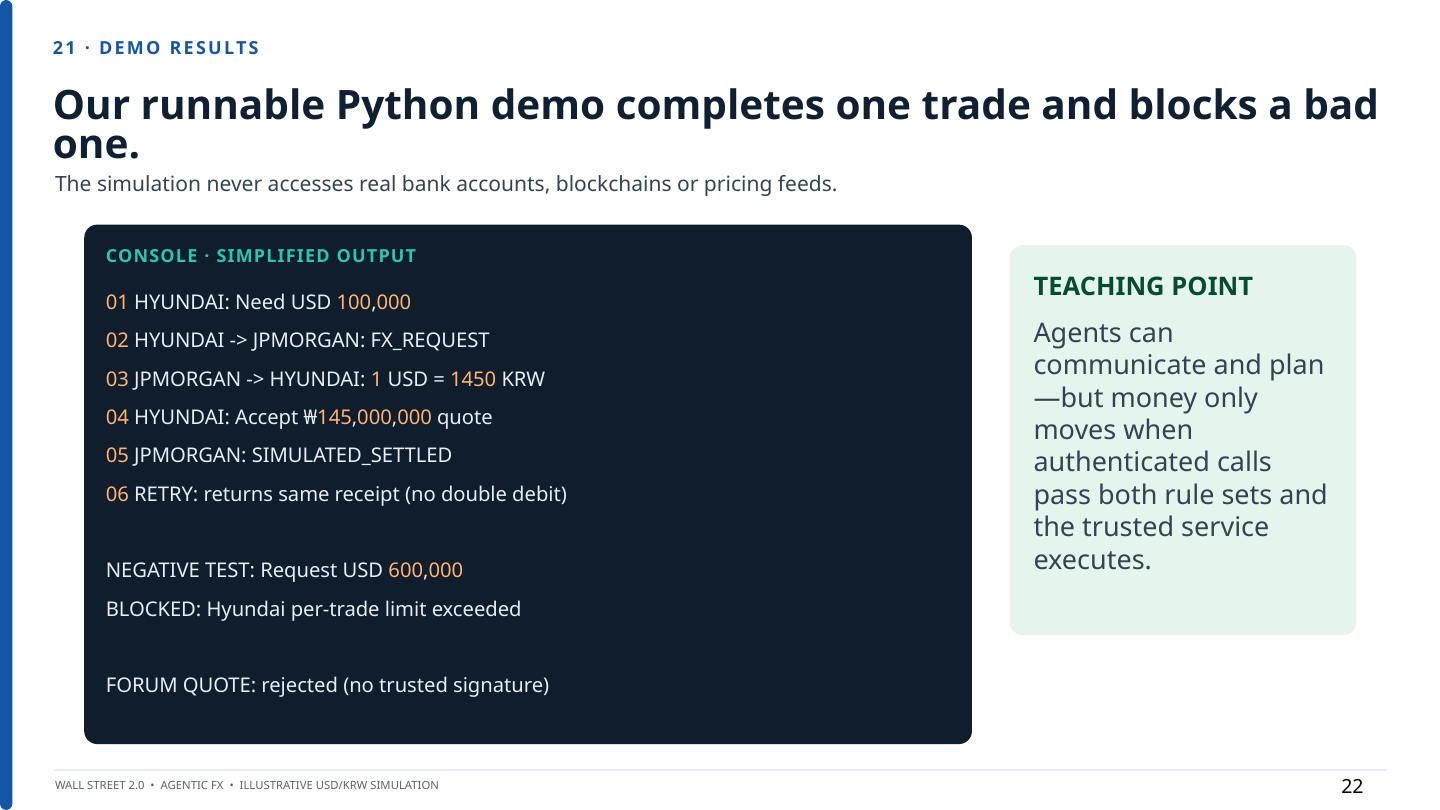 21 · DEMO RESULTS
Our runnable Python demo completes one trade and blocks a bad
one.
The simulation never accesses real bank accounts, blockchains or pricing feeds.
CONSOLE · SIMPLIFIED OUTPUT
01 HYUNDAI: Need USD 100,000
02 HYUNDAI -> JPMORGAN: FX_REQUEST
03 JPMORGAN -> HYUNDAI: 1 USD = 1450 KRW
04 HYUNDAI: Accept ₩145,000,000 quote
05 JPMORGAN: SIMULATED_SETTLED
06 RETRY: returns same receipt (no double debit)
NEGATIVE TEST: Request USD 600,000
BLOCKED: Hyundai per-trade limit exceeded
FORUM QUOTE: rejected (no trusted signature)
TEACHING POINT
Agents can
communicate and plan
—but money only
moves when
authenticated calls
pass both rule sets and
the trusted service
executes.
WALL STREET 2.0 • AGENTIC FX • ILLUSTRATIVE USD/KRW SIMULATION
22